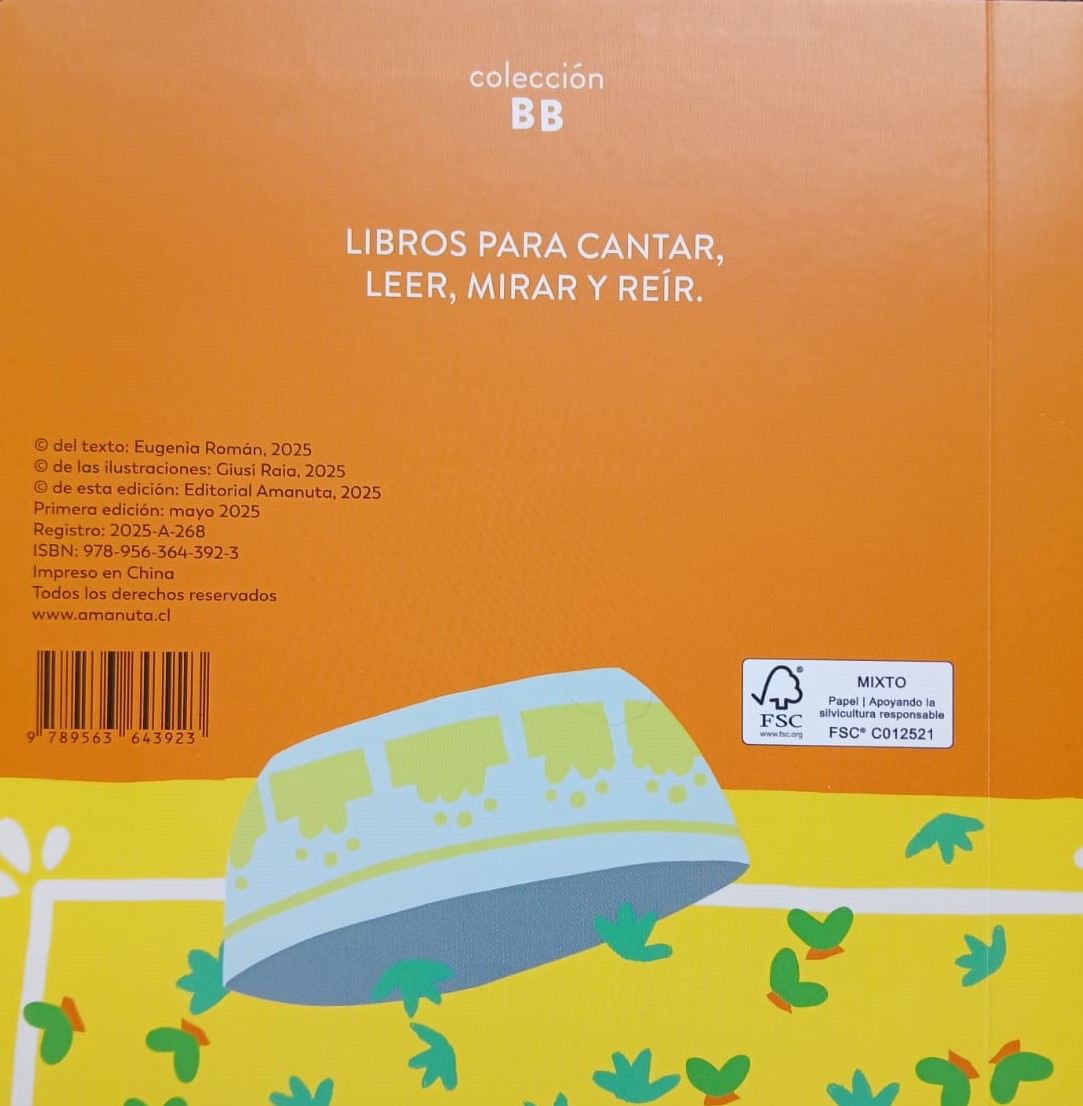 colección
BB
LIBROS PARA CANTAR,
LEER, MIRAR Y REÍR.
© del texto: Eugenia Román, 2025
© de las ilustraciones: Giusi Raia, 2025
© de esta edición: Editorial Amanuta, 2025
Primera edición: mayo 2025
Registro: 2025-A-268
ISBN: 978-956-364-392-3
Impreso en China
Todos los derechos reservados
www.amanuta.cl
9 789563 643923
FSC
www.fsc.org
MIXTO
Papel | Apoyando la
silvicultura responsable
FSC® C012521